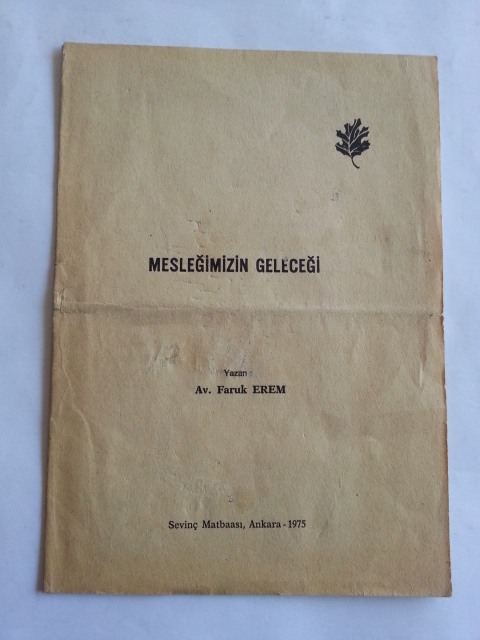 MESLEĞİMİZİN GELECEĞİ
Yazan :
Av. Faruk EREM
Sevinç Matbaası, Ankara - 1975